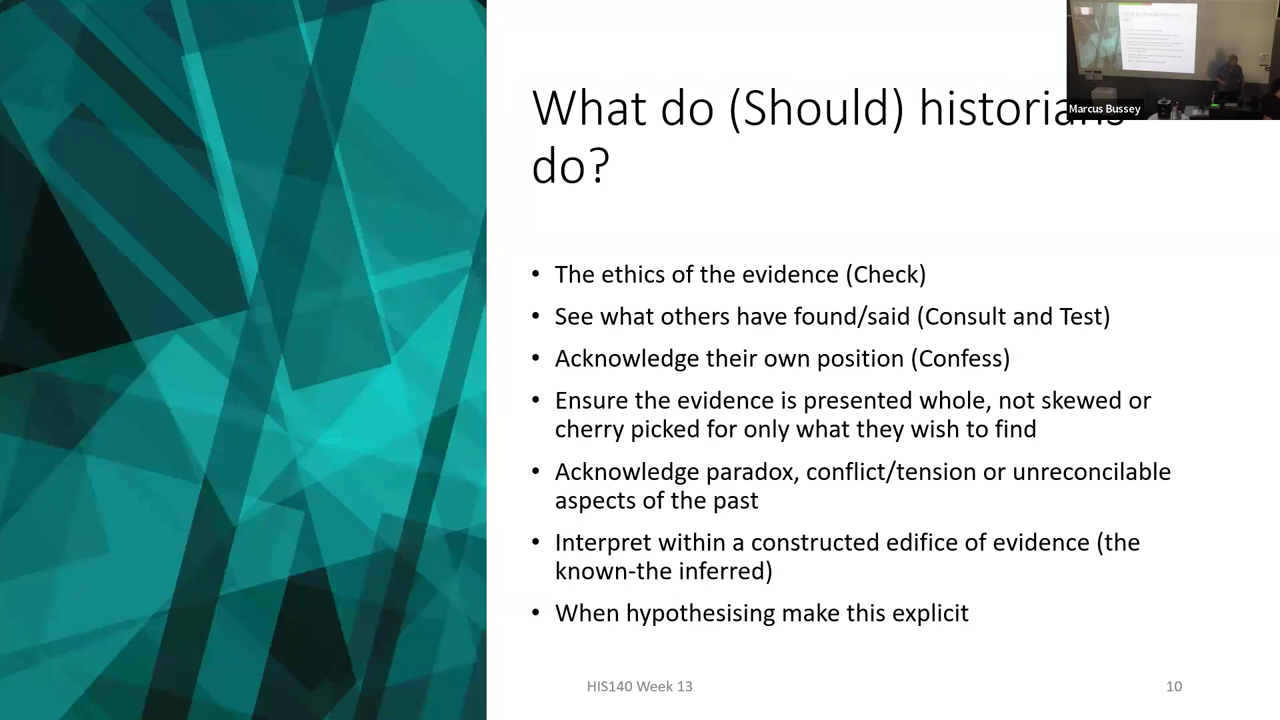 What do (Should) historians
do?
Marcus Bussey
• The ethics of the evidence (Check)
• See what others have found/said (Consult and Test)
• Acknowledge their own position (Confess)
• Ensure the evidence is presented whole, not skewed or
cherry picked for only what they wish to find
• Acknowledge paradox, conflict/tension or unreconcilable
aspects of the past
• Interpret within a constructed edifice of evidence (the
known-the inferred)
• When hypothesising make this explicit
HIS140 Week 13
10